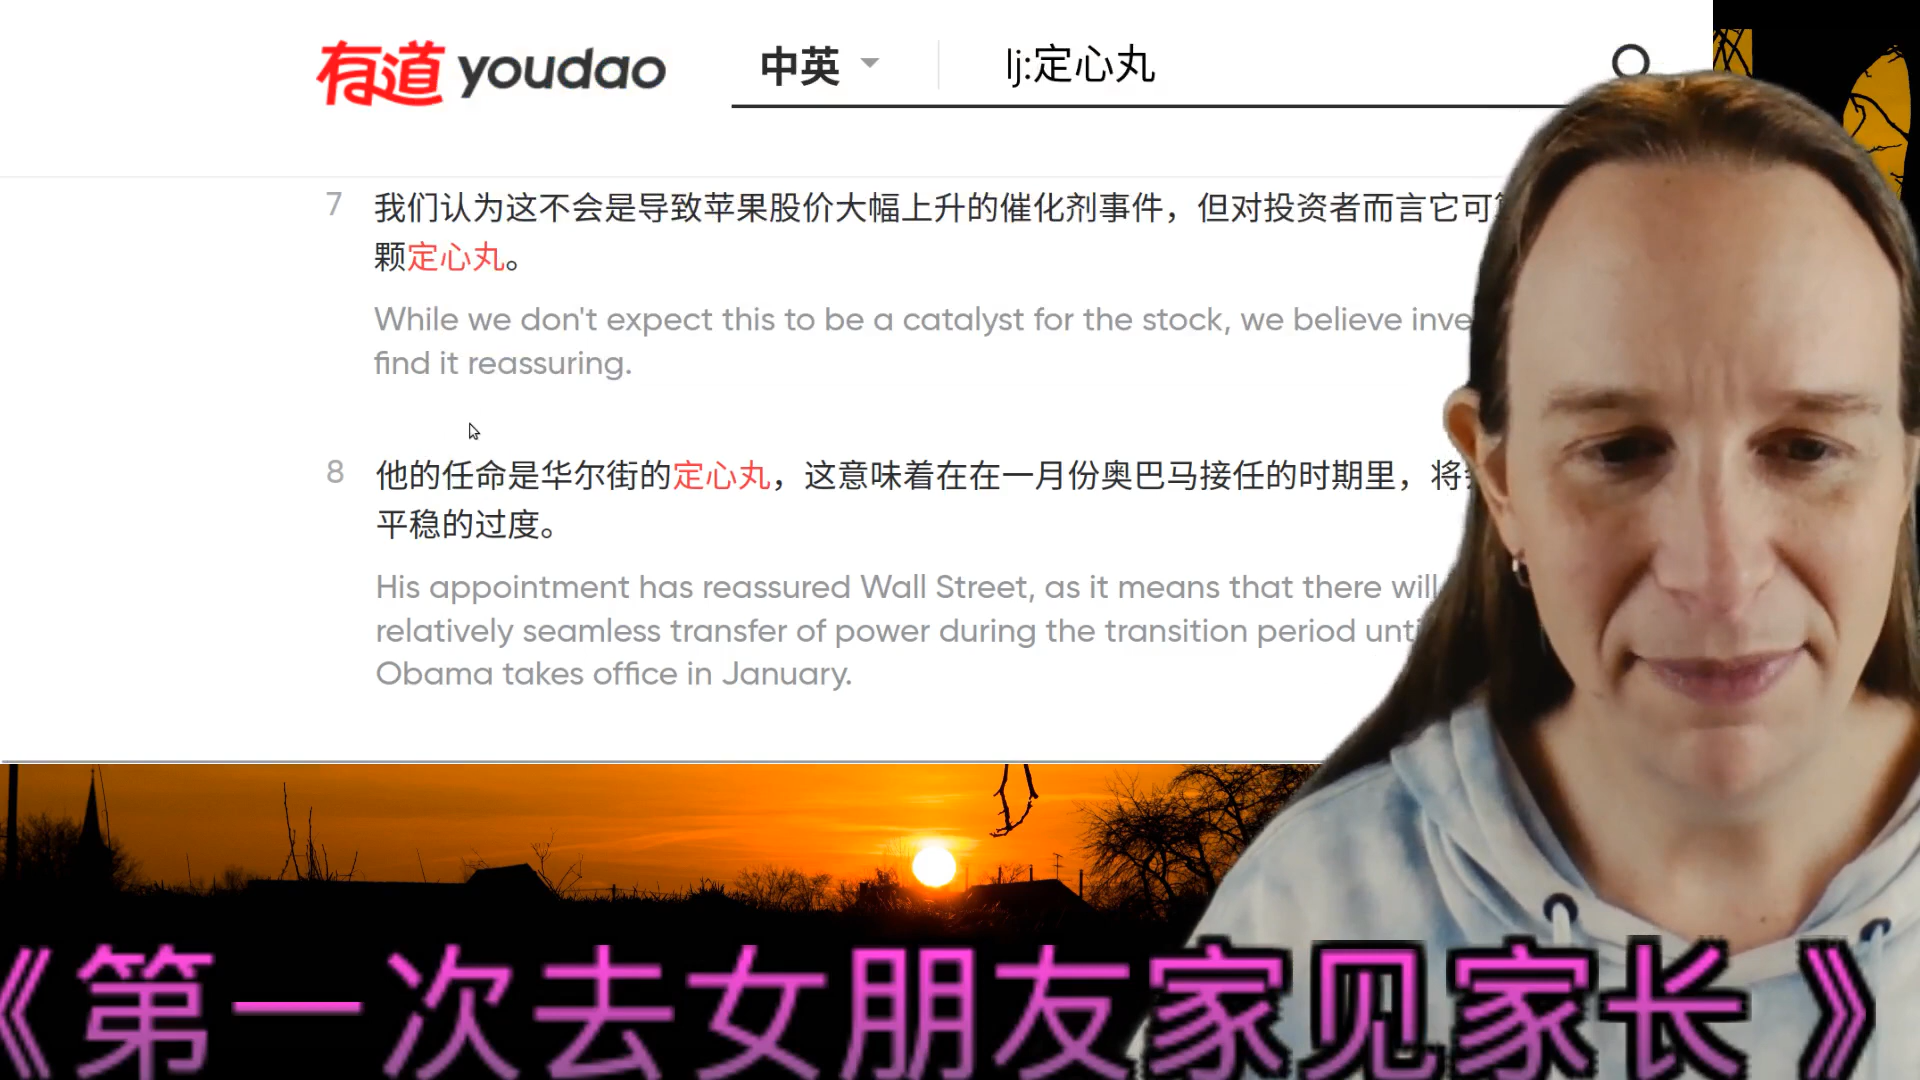 有道 youdao
中英
lj:定心丸
7
我们认为这不会是导致苹果股价大幅上升的催化剂事件，但对投资者而言它可
颗定心丸。
While we don't expect this to be a catalyst for the stock, we believe inve
find it reassuring.
8
他的任命是华尔街的定心丸，这意味着在在一月份奥巴马接任的时期里，将
平稳的过度。
His appointment has reassured Wall Street, as it means that there will
relatively seamless transfer of power during the transition period unti
Obama takes office in January.
《第一次去女朋友家见家长》